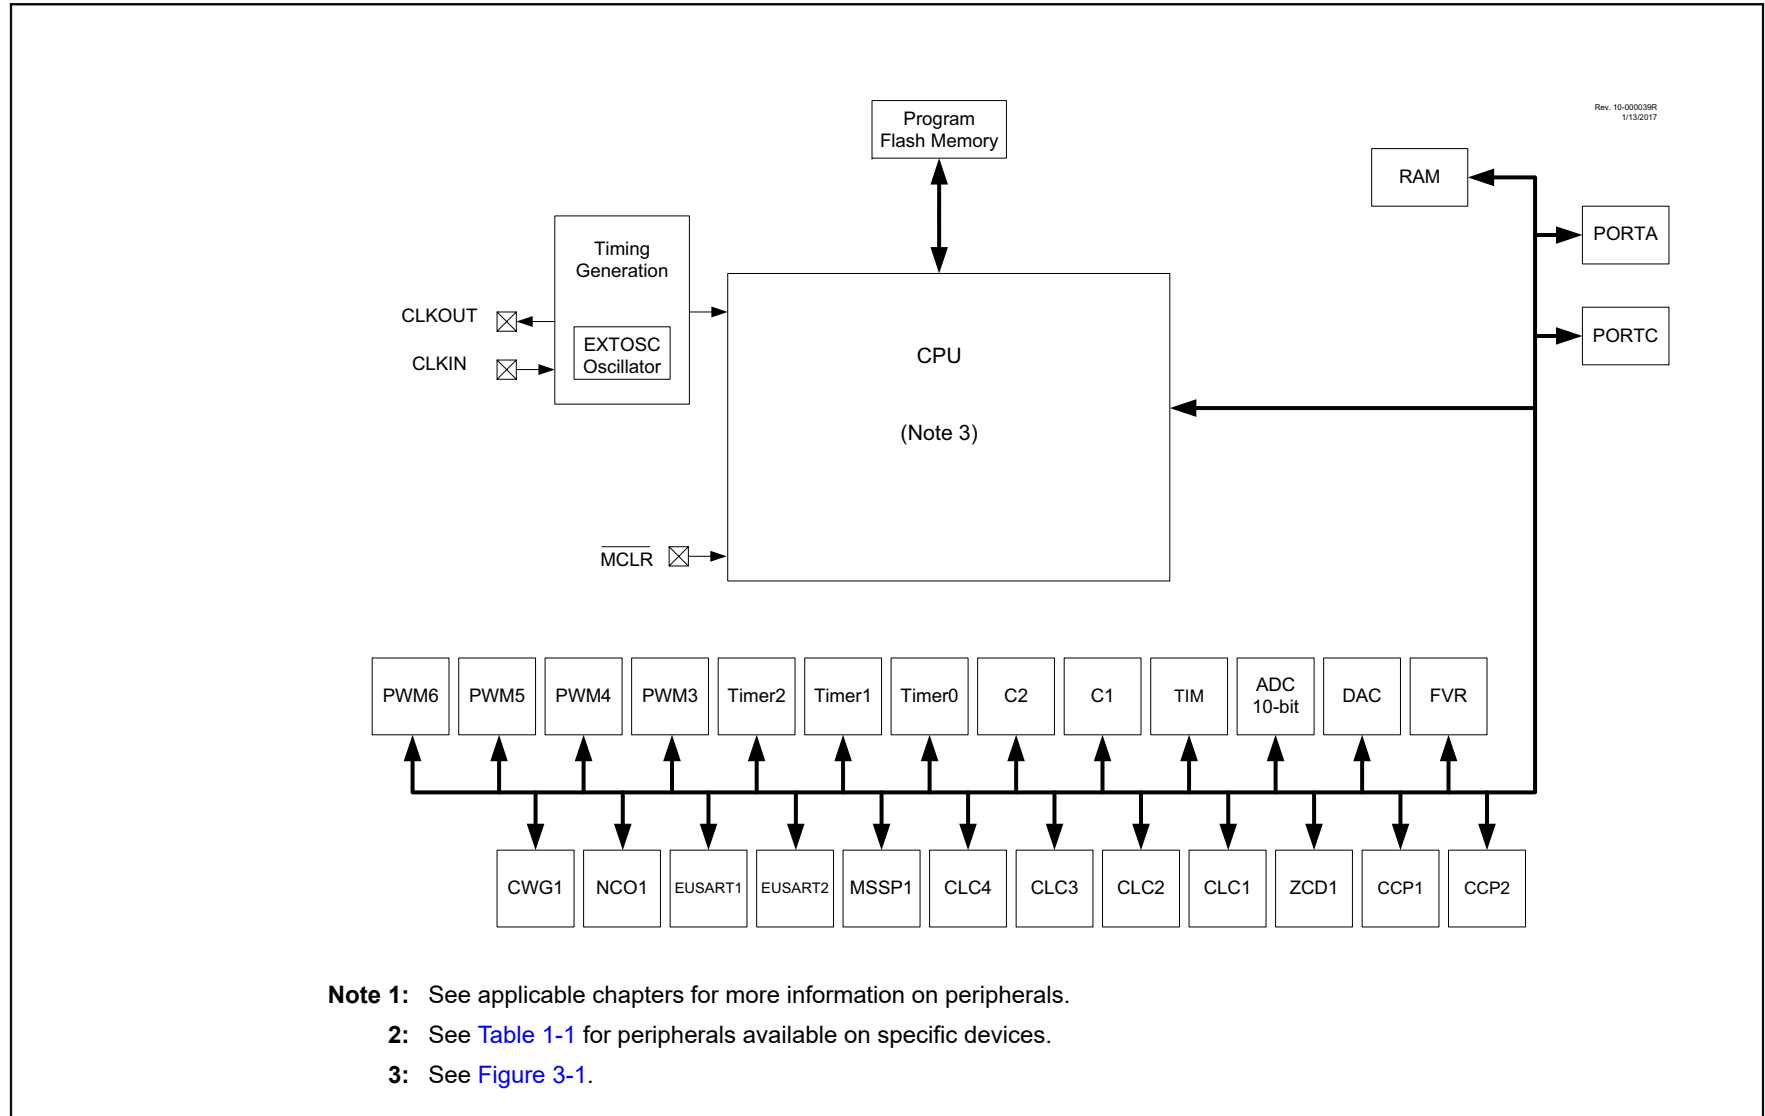 Rev. 10-000039R
1/13/2017
Program
Flash Memory
RAM
PORTA
Timing
Generation
CLKOUT
PORTC
EXTOSC
Oscillator
CLKIN
CPU
(Note 3)
MCLR
PWM6
PWM5
PWM4
PWM3
Timer2
Timer1
Timer0
C2
C1
TIM
ADC
10-bit
DAC
FVR
CWG1
NCO1
EUSART1
EUSART2
MSSP1
CLC4
CLC3
CLC2
CLC1
ZCD1
CCP1
CCP2
Note 1: See applicable chapters for more information on peripherals.
2: See Table 1-1 for peripherals available on specific devices.
3: See Figure 3-1.